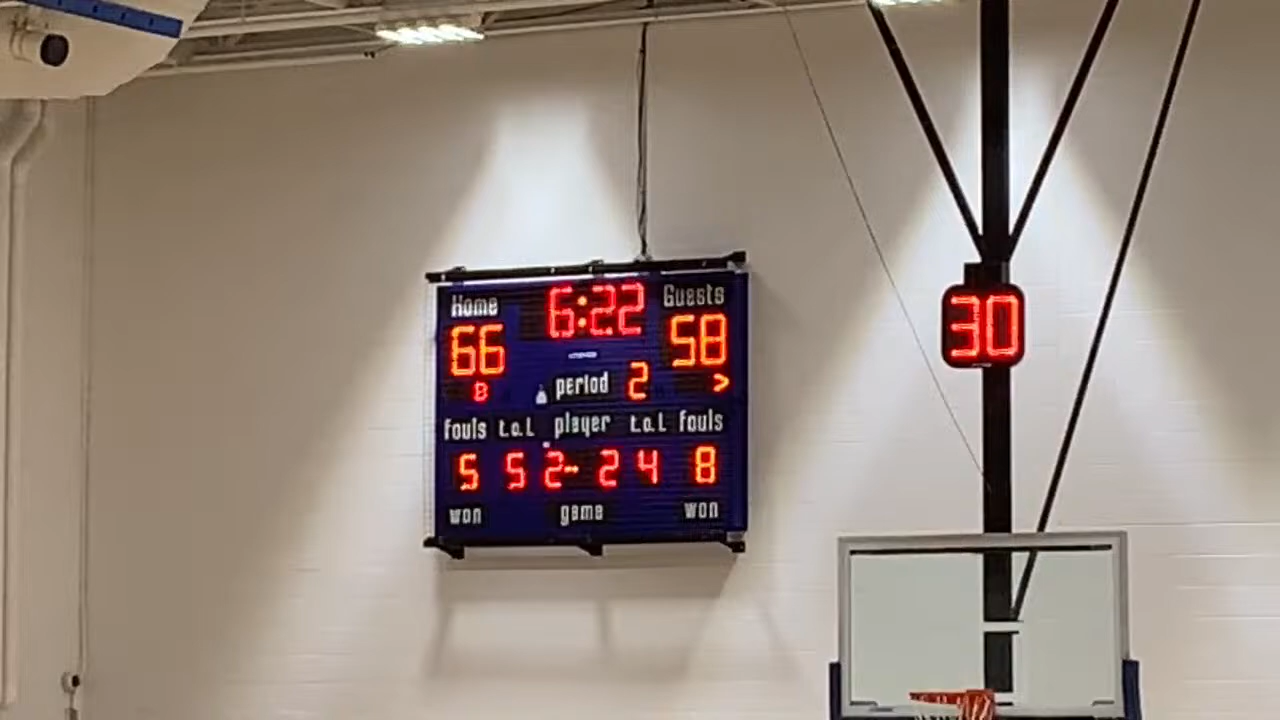 Home 6:22 Guests
66 58
B period 2 >
fouls t.o.l player t.o.l fouls
5 5 2- 2 4 8
won game won
30